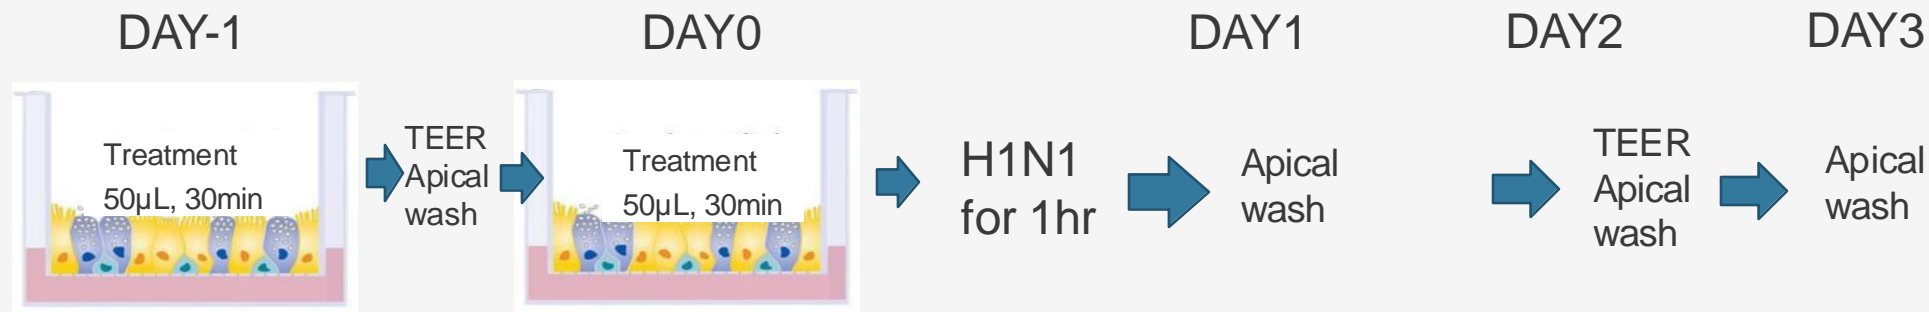 DAY-1
DAY0
DAY1
DAY2
DAY3
Treatment
50µL, 30min
TEER
Apical
wash
Treatment
50µL, 30min
H1N1
for 1hr
Apical
wash
TEER
Apical
wash
Apical
wash